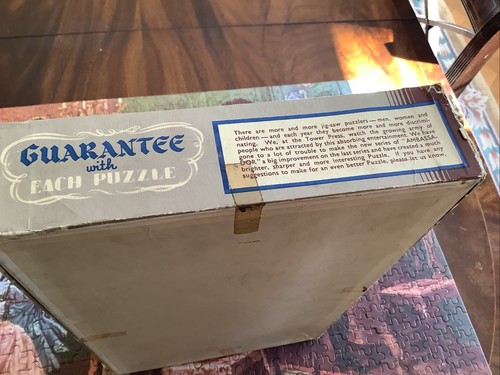 GUARANTEE
with
EACH PUZZLE
There are more and more jig-saw puzzlers — men, women and
children — and each year they become more and more discrimi-
nating. We, at the Tower Press, watch the growing army of
people who are attracted by this absorbing entertainment. We have
gone to a lot of trouble to make the new series of "AMBASSA-
DOR" a big improvement on the last series and have created a much
brighter, sharper and more interesting Puzzle. If you have any
suggestions to make for an even better Puzzle, please let us know.